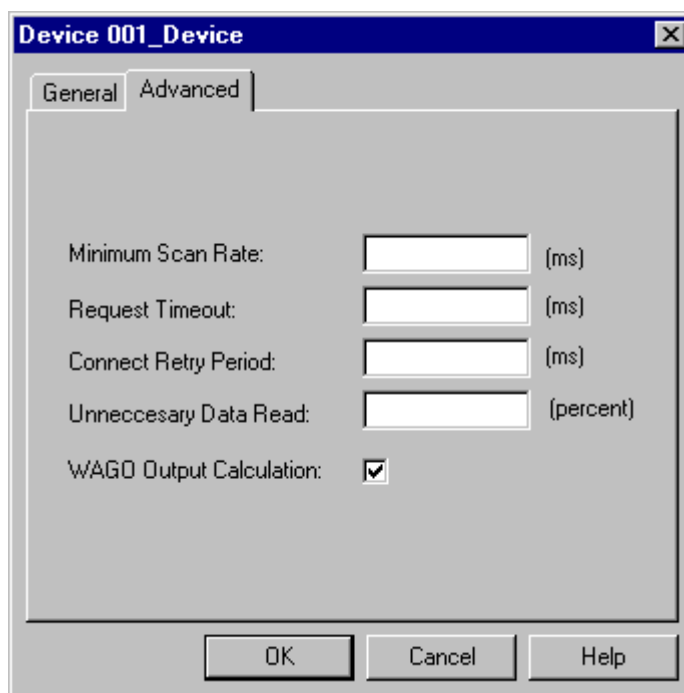 Device 001_Device
General Advanced
Minimum Scan Rate: (ms)
Request Timeout: (ms)
Connect Retry Period: (ms)
Unneccesary Data Read: (percent)
WAGO Output Calculation:
OK Cancel Help